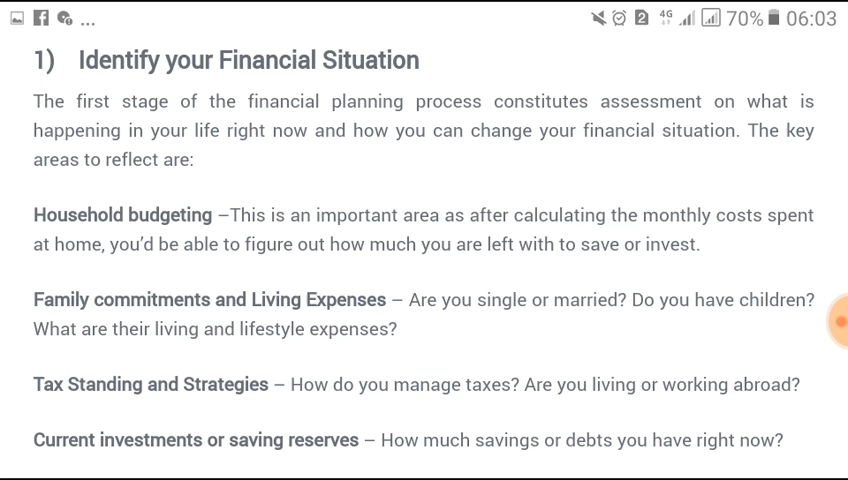 ... 2 4G 70% 06:03
1) Identify your Financial Situation
The first stage of the financial planning process constitutes assessment on what is
happening in your life right now and how you can change your financial situation. The key
areas to reflect are:
Household budgeting –This is an important area as after calculating the monthly costs spent
at home, you'd be able to figure out how much you are left with to save or invest.
Family commitments and Living Expenses – Are you single or married? Do you have children?
What are their living and lifestyle expenses?
Tax Standing and Strategies – How do you manage taxes? Are you living or working abroad?
Current investments or saving reserves – How much savings or debts you have right now?